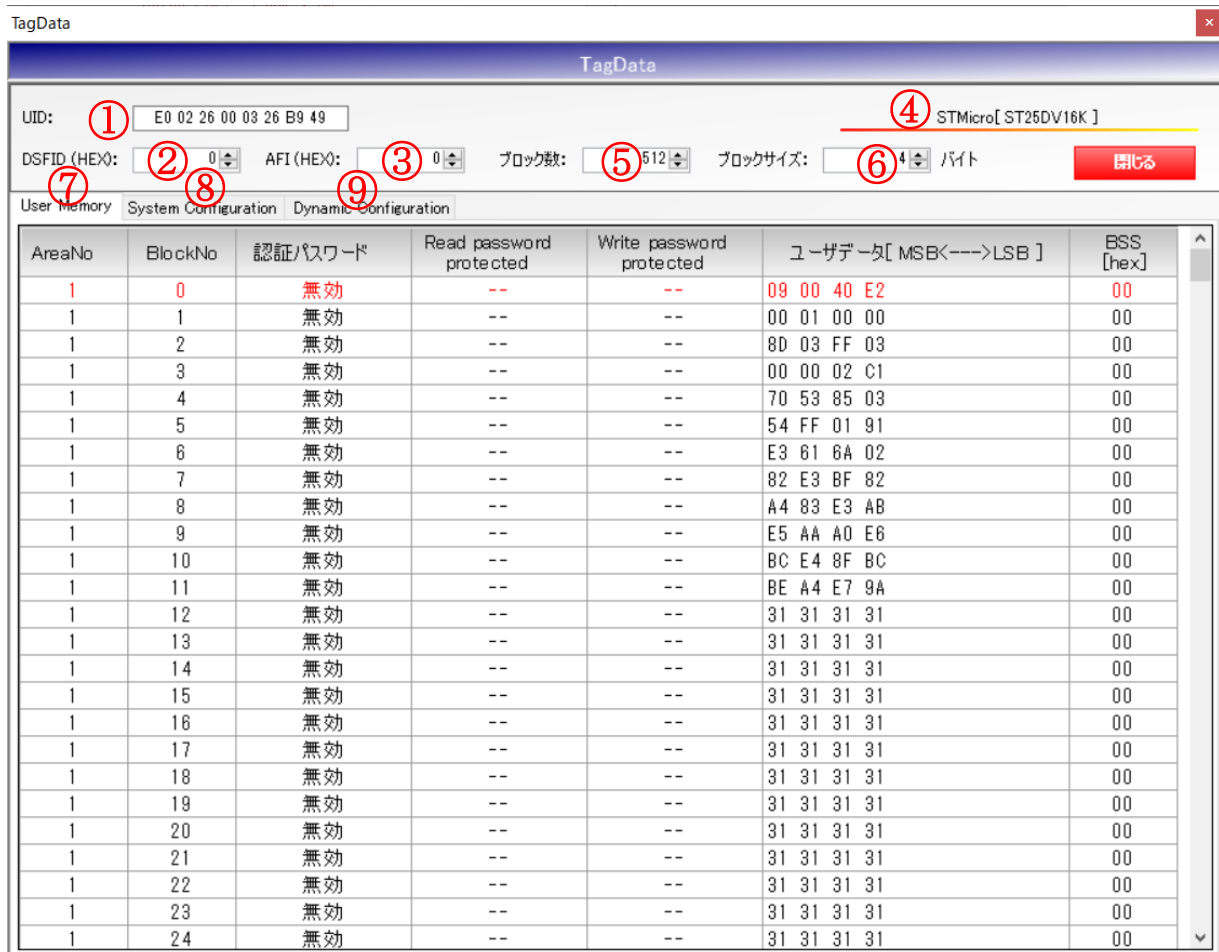 TagData
TagData
UID: ① E0 02 26 00 03 26 B9 49 ④ STMicro[ ST25DV16K ]
DSFID (HEX): ② 0 AFI (HEX): ③ 0 ブロック数: ⑤ 512 ブロックサイズ: ⑥ 4 バイト 閉じる
⑦ ⑧ ⑨
User Memory System Configuration Dynamic Configuration
AreaNo BlockNo 認証パスワード Read password protected Write password protected ユーザデータ[ MSB<--->LSB ] BSS [hex]
1 0 無効 -- -- 09 00 40 E2 00
1 1 無効 -- -- 00 01 00 00 00
1 2 無効 -- -- 8D 03 FF 03 00
1 3 無効 -- -- 00 00 02 C1 00
1 4 無効 -- -- 70 53 85 03 00
1 5 無効 -- -- 54 FF 01 91 00
1 6 無効 -- -- E3 61 6A 02 00
1 7 無効 -- -- 82 E3 BF 82 00
1 8 無効 -- -- A4 83 E3 AB 00
1 9 無効 -- -- E5 AA A0 E6 00
1 10 無効 -- -- BC E4 8F BC 00
1 11 無効 -- -- BE A4 E7 9A 00
1 12 無効 -- -- 31 31 31 31 00
1 13 無効 -- -- 31 31 31 31 00
1 14 無効 -- -- 31 31 31 31 00
1 15 無効 -- -- 31 31 31 31 00
1 16 無効 -- -- 31 31 31 31 00
1 17 無効 -- -- 31 31 31 31 00
1 18 無効 -- -- 31 31 31 31 00
1 19 無効 -- -- 31 31 31 31 00
1 20 無効 -- -- 31 31 31 31 00
1 21 無効 -- -- 31 31 31 31 00
1 22 無効 -- -- 31 31 31 31 00
1 23 無効 -- -- 31 31 31 31 00
1 24 無効 -- -- 31 31 31 31 00